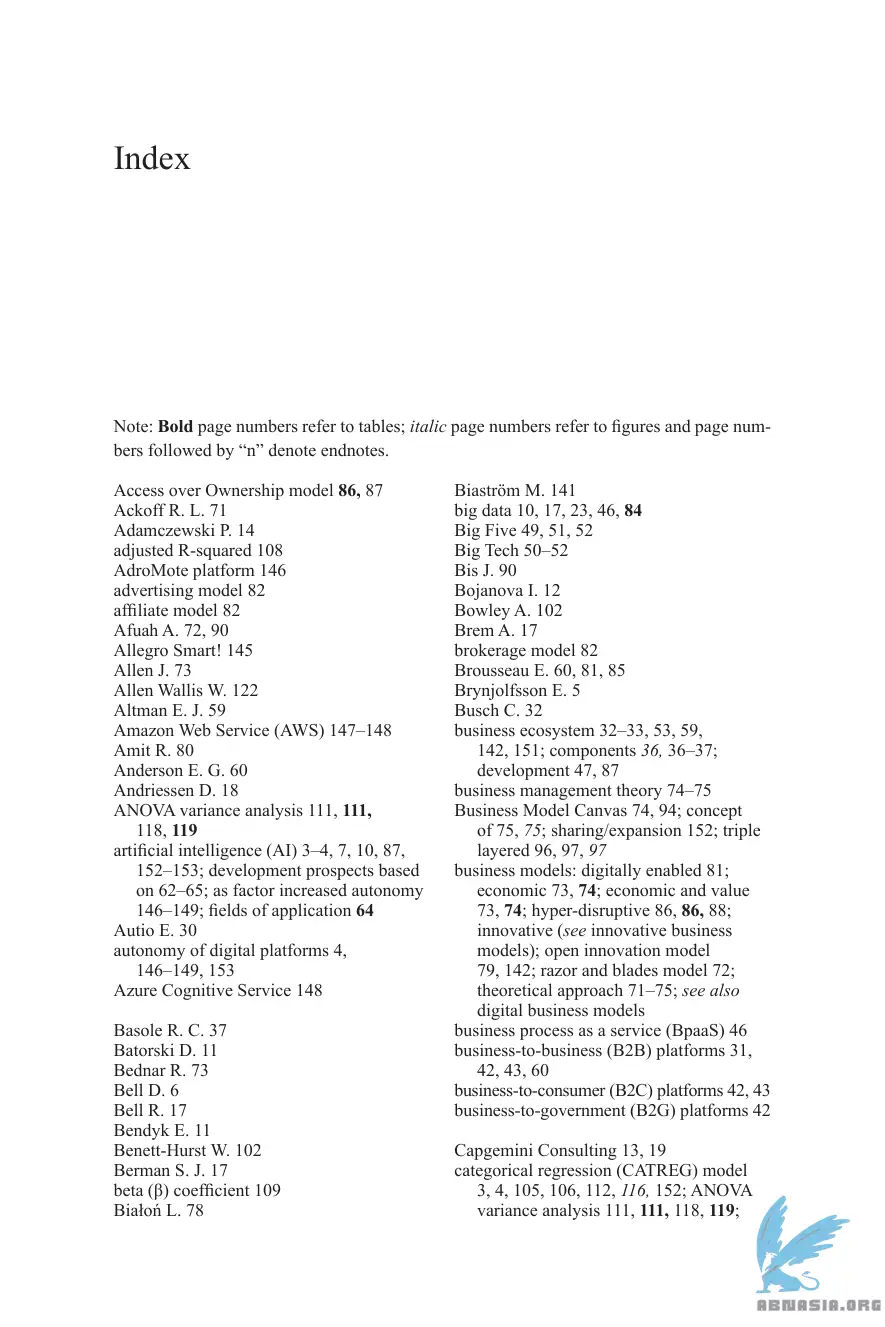 Index
Note: Bold page numbers refer to tables; italic page numbers refer to figures and page num-
bers followed by “n” denote endnotes.
Access over Ownership model 86, 87
Ackoff R. L. 71
Adamczewski P. 14
adjusted R-squared 108
AdroMote platform 146
advertising model 82
affiliate model 82
Afuah A. 72, 90
Allegro Smart! 145
Allen J. 73
Allen Wallis W. 122
Altman E. J. 59
Amazon Web Service (AWS) 147–148
Amit R. 80
Anderson E. G. 60
Andriessen D. 18
ANOVA variance analysis 111, 111,
118, 119
artificial intelligence (AI) 3–4, 7, 10, 87,
152–153; development prospects based
on 62–65; as factor increased autonomy
146–149; fields of application 64
Autio E. 30
autonomy of digital platforms 4,
146–149, 153
Azure Cognitive Service 148
Basole R. C. 37
Batorski D. 11
Bednar R. 73
Bell D. 6
Bell R. 17
Bendyk E. 11
Benett-Hurst W. 102
Berman S. J. 17
beta (β) coefficient 109
Białoń L. 78
Biaström M. 141
big data 10, 17, 23, 46, 84
Big Five 49, 51, 52
Big Tech 50–52
Bis J. 90
Bojanova I. 12
Bowley A. 102
Brem A. 17
brokerage model 82
Brousseau E. 60, 81, 85
Brynjolfsson E. 5
Busch C. 32
business ecosystem 32–33, 53, 59,
142, 151; components 36, 36–37;
development 47, 87
business management theory 74–75
Business Model Canvas 74, 94; concept
of 75, 75; sharing/expansion 152; triple
layered 96, 97, 97
business models: digitally enabled 81;
economic 73, 74; economic and value
73, 74; hyper-disruptive 86, 86, 88;
innovative (see innovative business
models); open innovation model
79, 142; razor and blades model 72;
theoretical approach 71–75; see also
digital business models
business process as a service (BpaaS) 46
business-to-business (B2B) platforms 31,
42, 43, 60
business-to-consumer (B2C) platforms 42, 43
business-to-government (B2G) platforms 42
Capgemini Consulting 13, 19
categorical regression (CATREG) model
3, 4, 105, 106, 112, 116, 152; ANOVA
variance analysis 111, 111, 118, 119;
ABNASIA.ORG